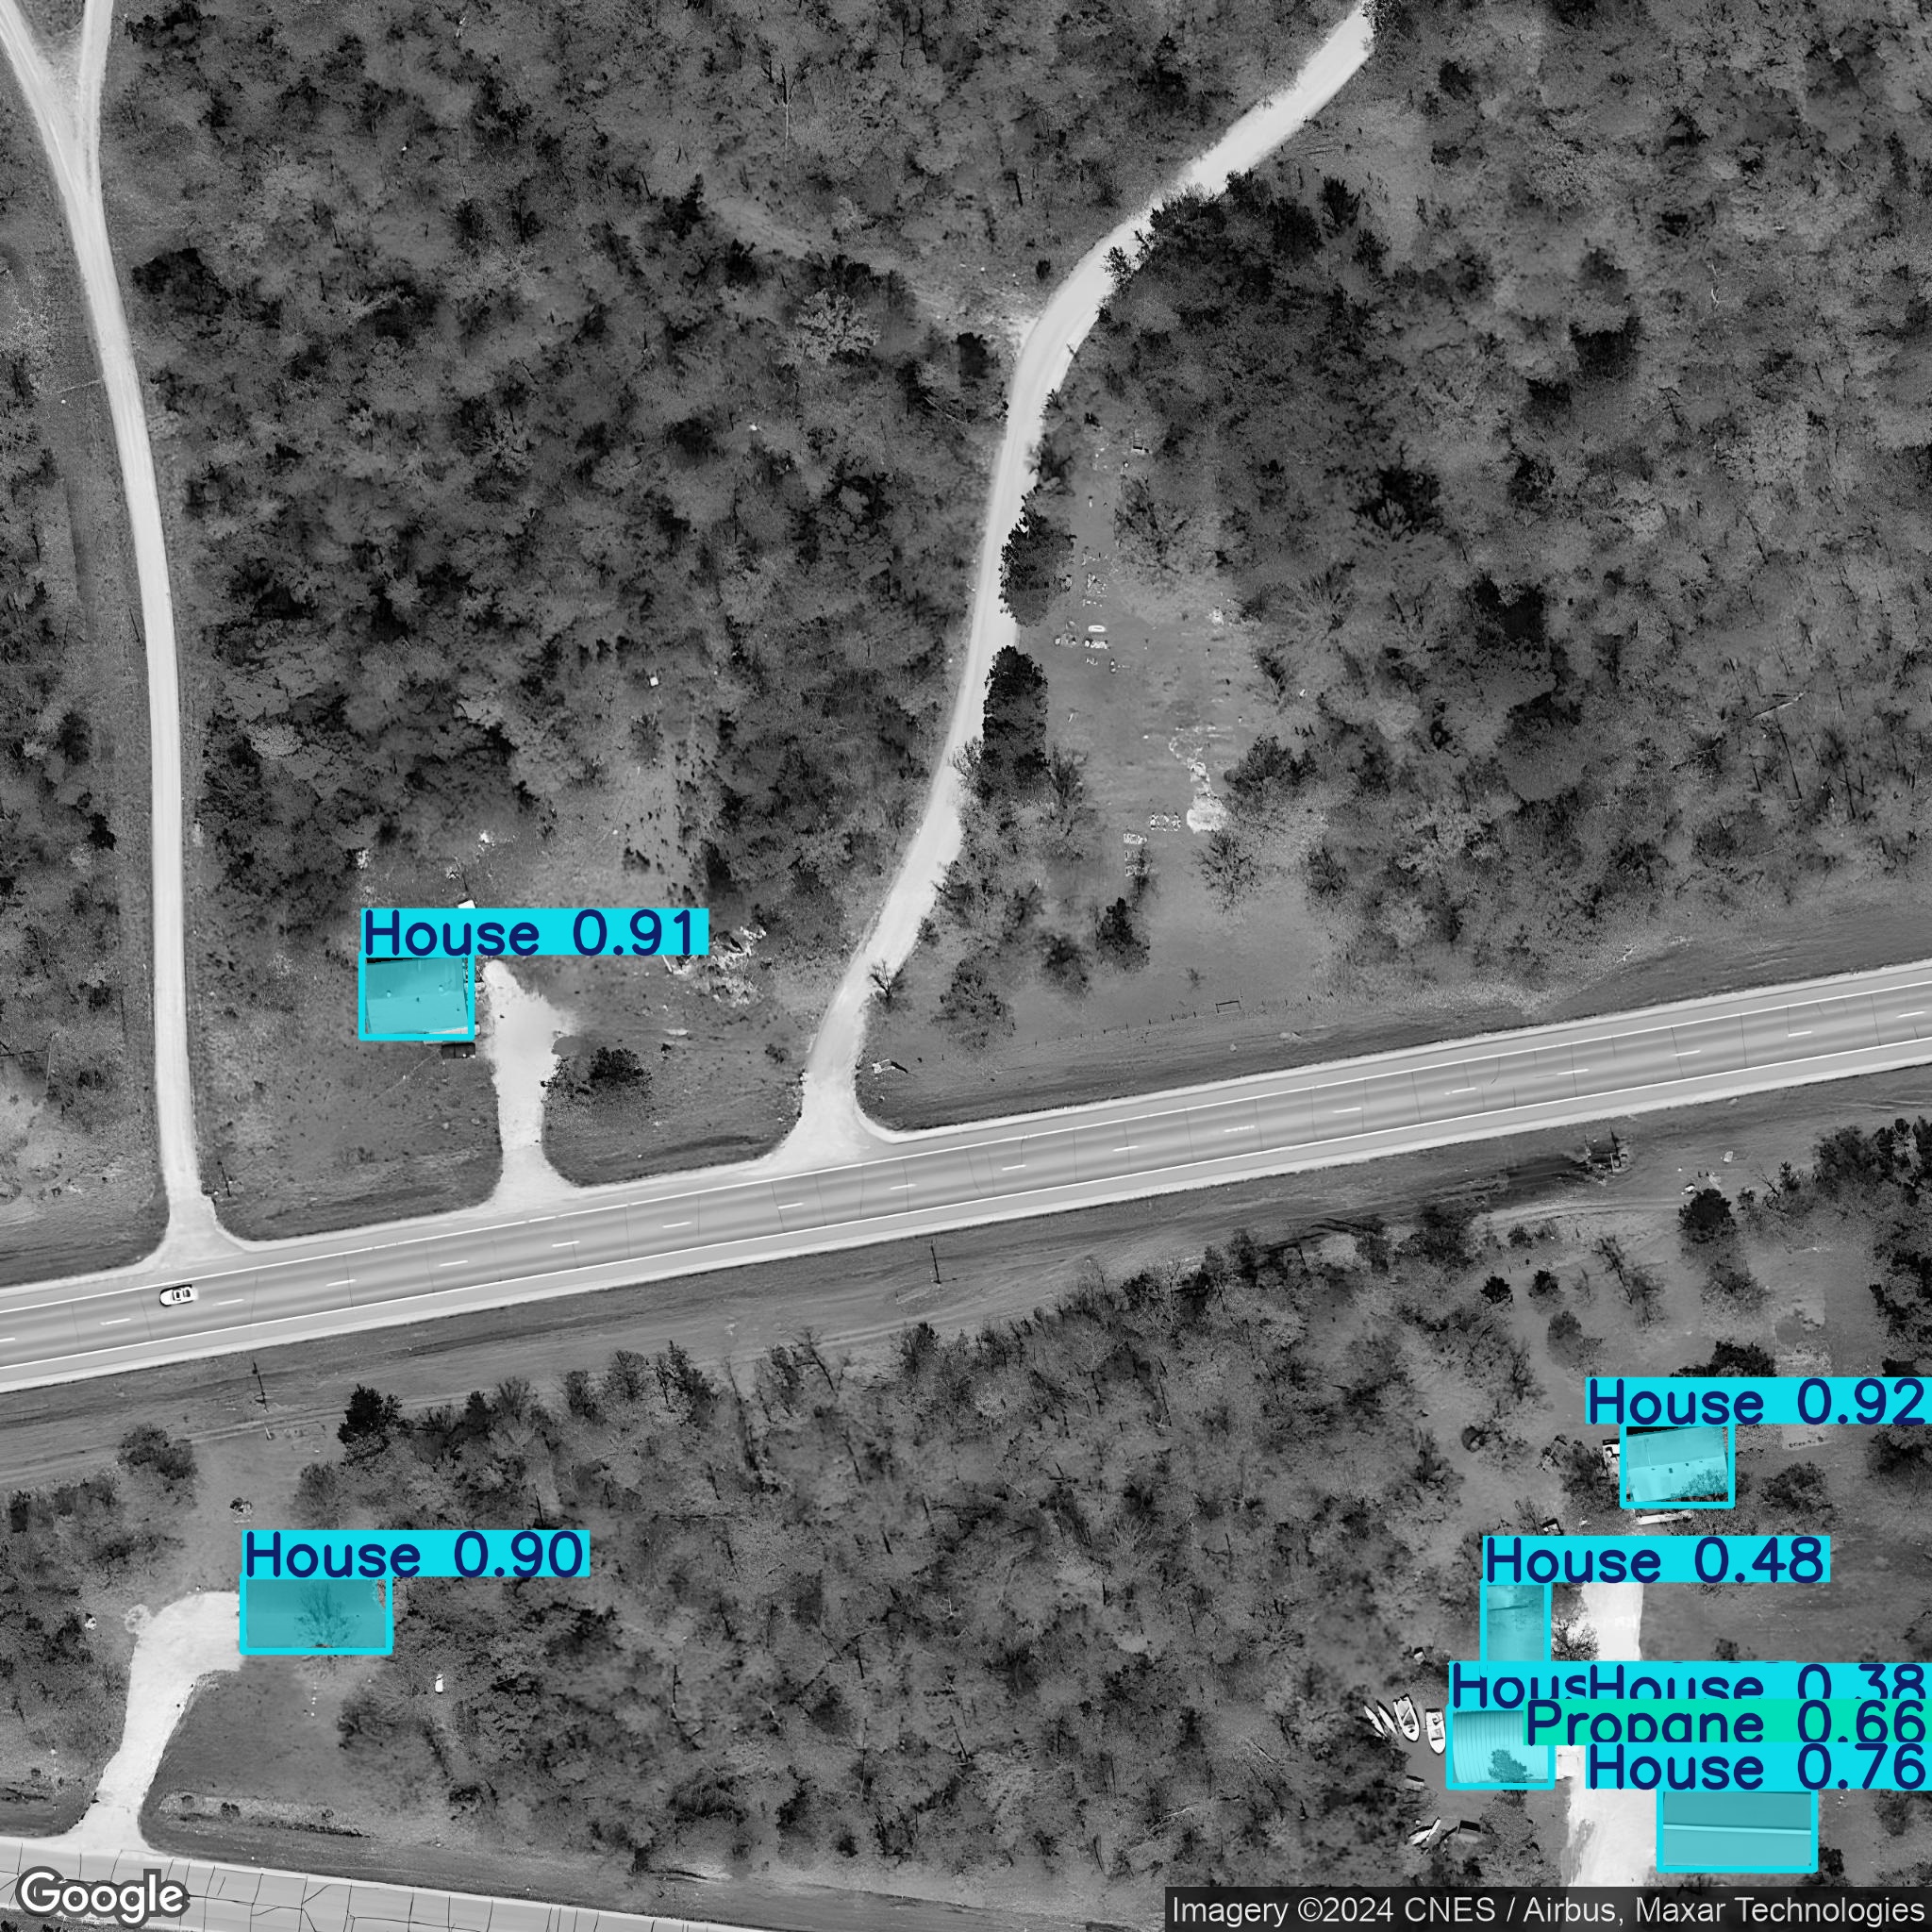 House 0.91
House 0.92
House 0.90
House 0.48
House 0.38
Propane 0.66
House 0.76
Google
Imagery ©2024 CNES / Airbus, Maxar Technologies